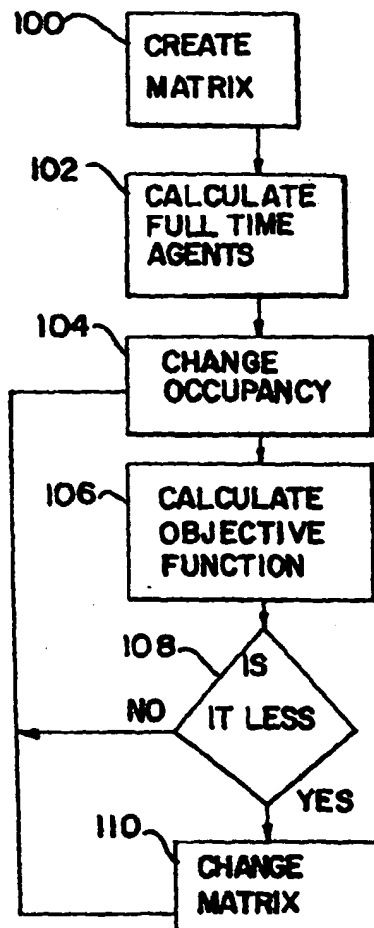 100
CREATE
MATRIX
102
CALCULATE
FULL TIME
AGENTS
104
CHANGE
OCCUPANCY
106
CALCULATE
OBJECTIVE
FUNCTION
108
IS
IT LESS
NO
YES
110
CHANGE
MATRIX